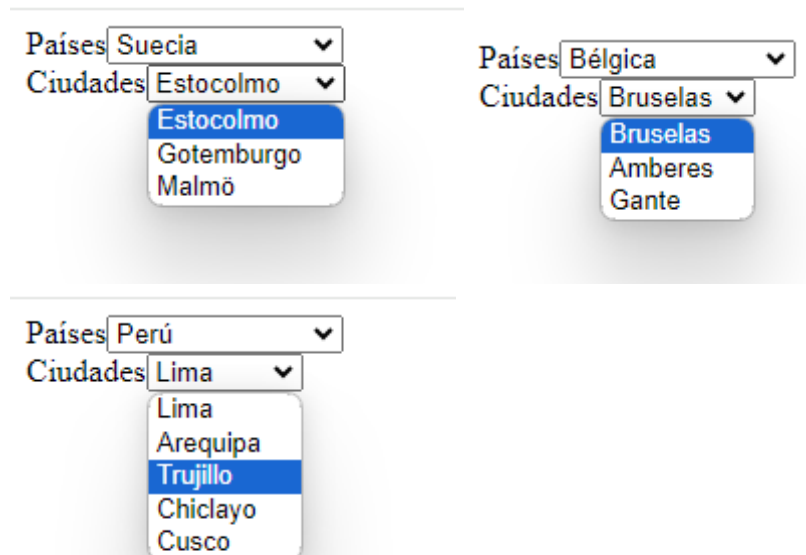 Países Suecia
Ciudades Estocolmo
Estocolmo
Gotemburgo
Malmö
Países Bélgica
Ciudades Bruselas
Bruselas
Amberes
Gante
Países Perú
Ciudades Lima
Lima
Arequipa
Trujillo
Chiclayo
Cusco